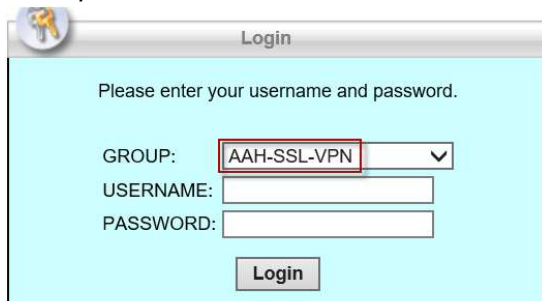 Login
Please enter your username and password.
GROUP: AAH-SSL-VPN
USERNAME:
PASSWORD:
Login